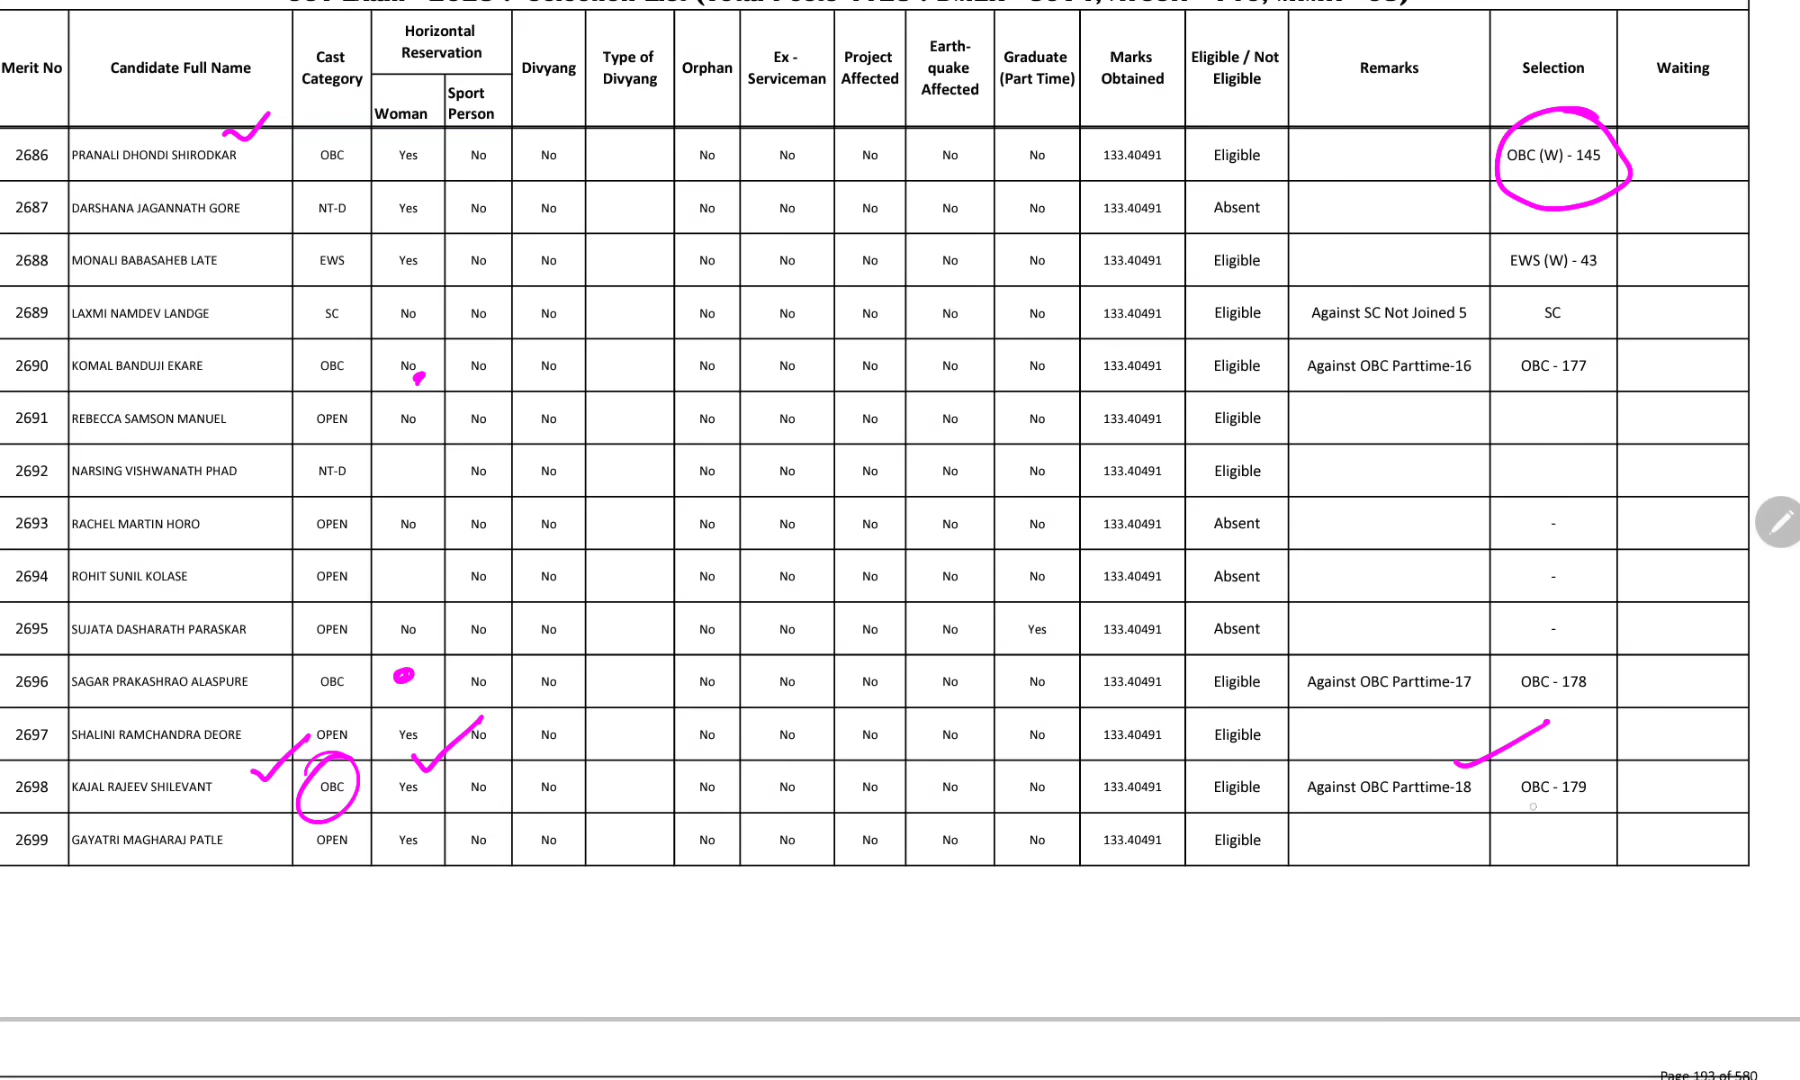 Merit No Candidate Full Name Cast Category Horizontal Reservation Woman Sport Person Divyang Type of Divyang Orphan Ex - Serviceman Project Affected Earth-quake Affected Graduate (Part Time) Marks Obtained Eligible / Not Eligible Remarks Selection Waiting
2686 PRANALI DHONDI SHIRODKAR OBC Yes No No No No No No No 133.40491 Eligible OBC (W) - 145
2687 DARSHANA JAGANNATH GORE NT-D Yes No No No No No No No 133.40491 Absent
2688 MONALI BABASAHEB LATE EWS Yes No No No No No No No 133.40491 Eligible EWS (W) - 43
2689 LAXMI NAMDEV LANDGE SC No No No No No No No No 133.40491 Eligible Against SC Not Joined 5 SC
2690 KOMAL BANDUJI EKARE OBC No No No No No No No No 133.40491 Eligible Against OBC Parttime-16 OBC - 177
2691 REBECCA SAMSON MANUEL OPEN No No No No No No No No 133.40491 Eligible
2692 NARSING VISHWANATH PHAD NT-D No No No No No No No 133.40491 Eligible
2693 RACHEL MARTIN HORO OPEN No No No No No No No No 133.40491 Absent -
2694 ROHIT SUNIL KOLASE OPEN No No No No No No No 133.40491 Absent -
2695 SUJATA DASHARATH PARASKAR OPEN No No No No No No No Yes 133.40491 Absent -
2696 SAGAR PRAKASHRAO ALASPURE OBC No No No No No No No 133.40491 Eligible Against OBC Parttime-17 OBC - 178
2697 SHALINI RAMCHANDRA DEORE OPEN Yes No No No No No No No 133.40491 Eligible
2698 KAJAL RAJEEV SHILEVANT OBC Yes No No No No No No No 133.40491 Eligible Against OBC Parttime-18 OBC - 179
2699 GAYATRI MAGHARAJ PATLE OPEN Yes No No No No No No No 133.40491 Eligible
Page 193 of 580